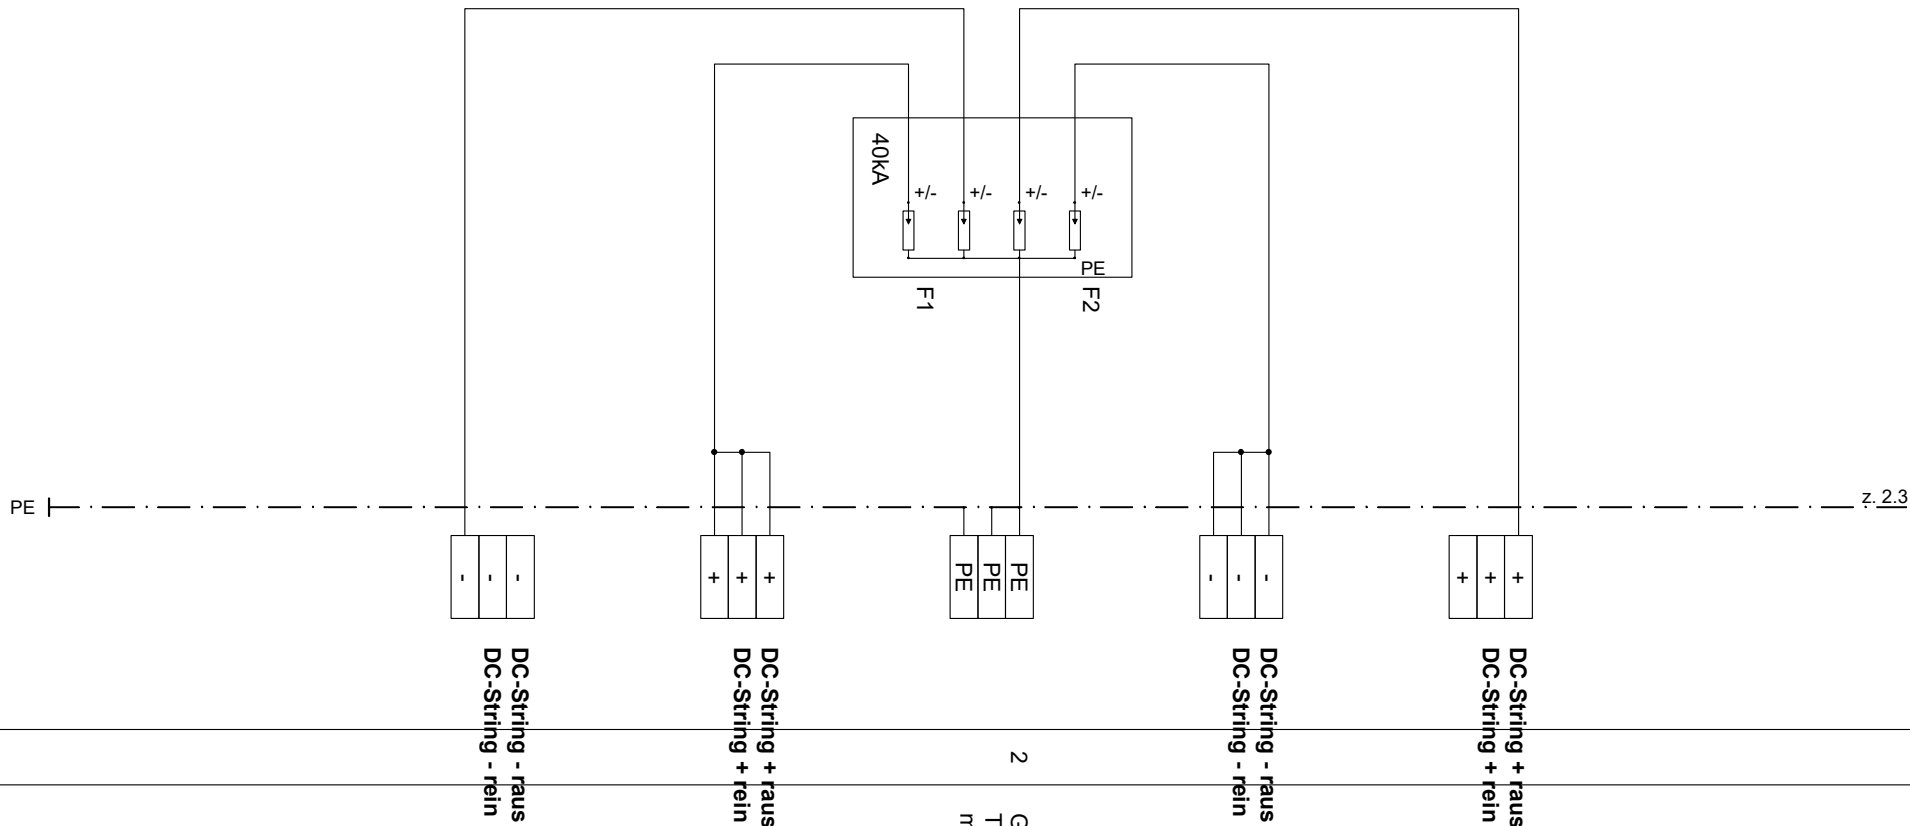 40kA
+/-
+/-
+/-
+/-
PE
F1
F2
PE
z. 2.3
-
-
-
+
+
+
PE
PE
PE
-
-
-
+
+
+
DC-String - raus
DC-String - rein
DC-String + raus
DC-String + rein
DC-String - raus
DC-String - rein
DC-String + raus
DC-String + rein
2
G
T